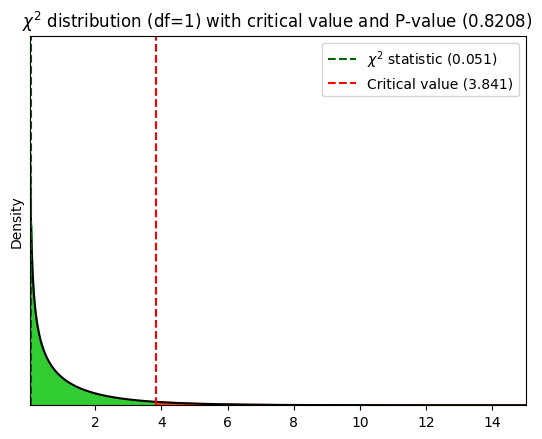 χ² distribution (df=1) with critical value and P-value (0.8208)
χ² statistic (0.051)
Critical value (3.841)
Density
2 4 6 8 10 12 14